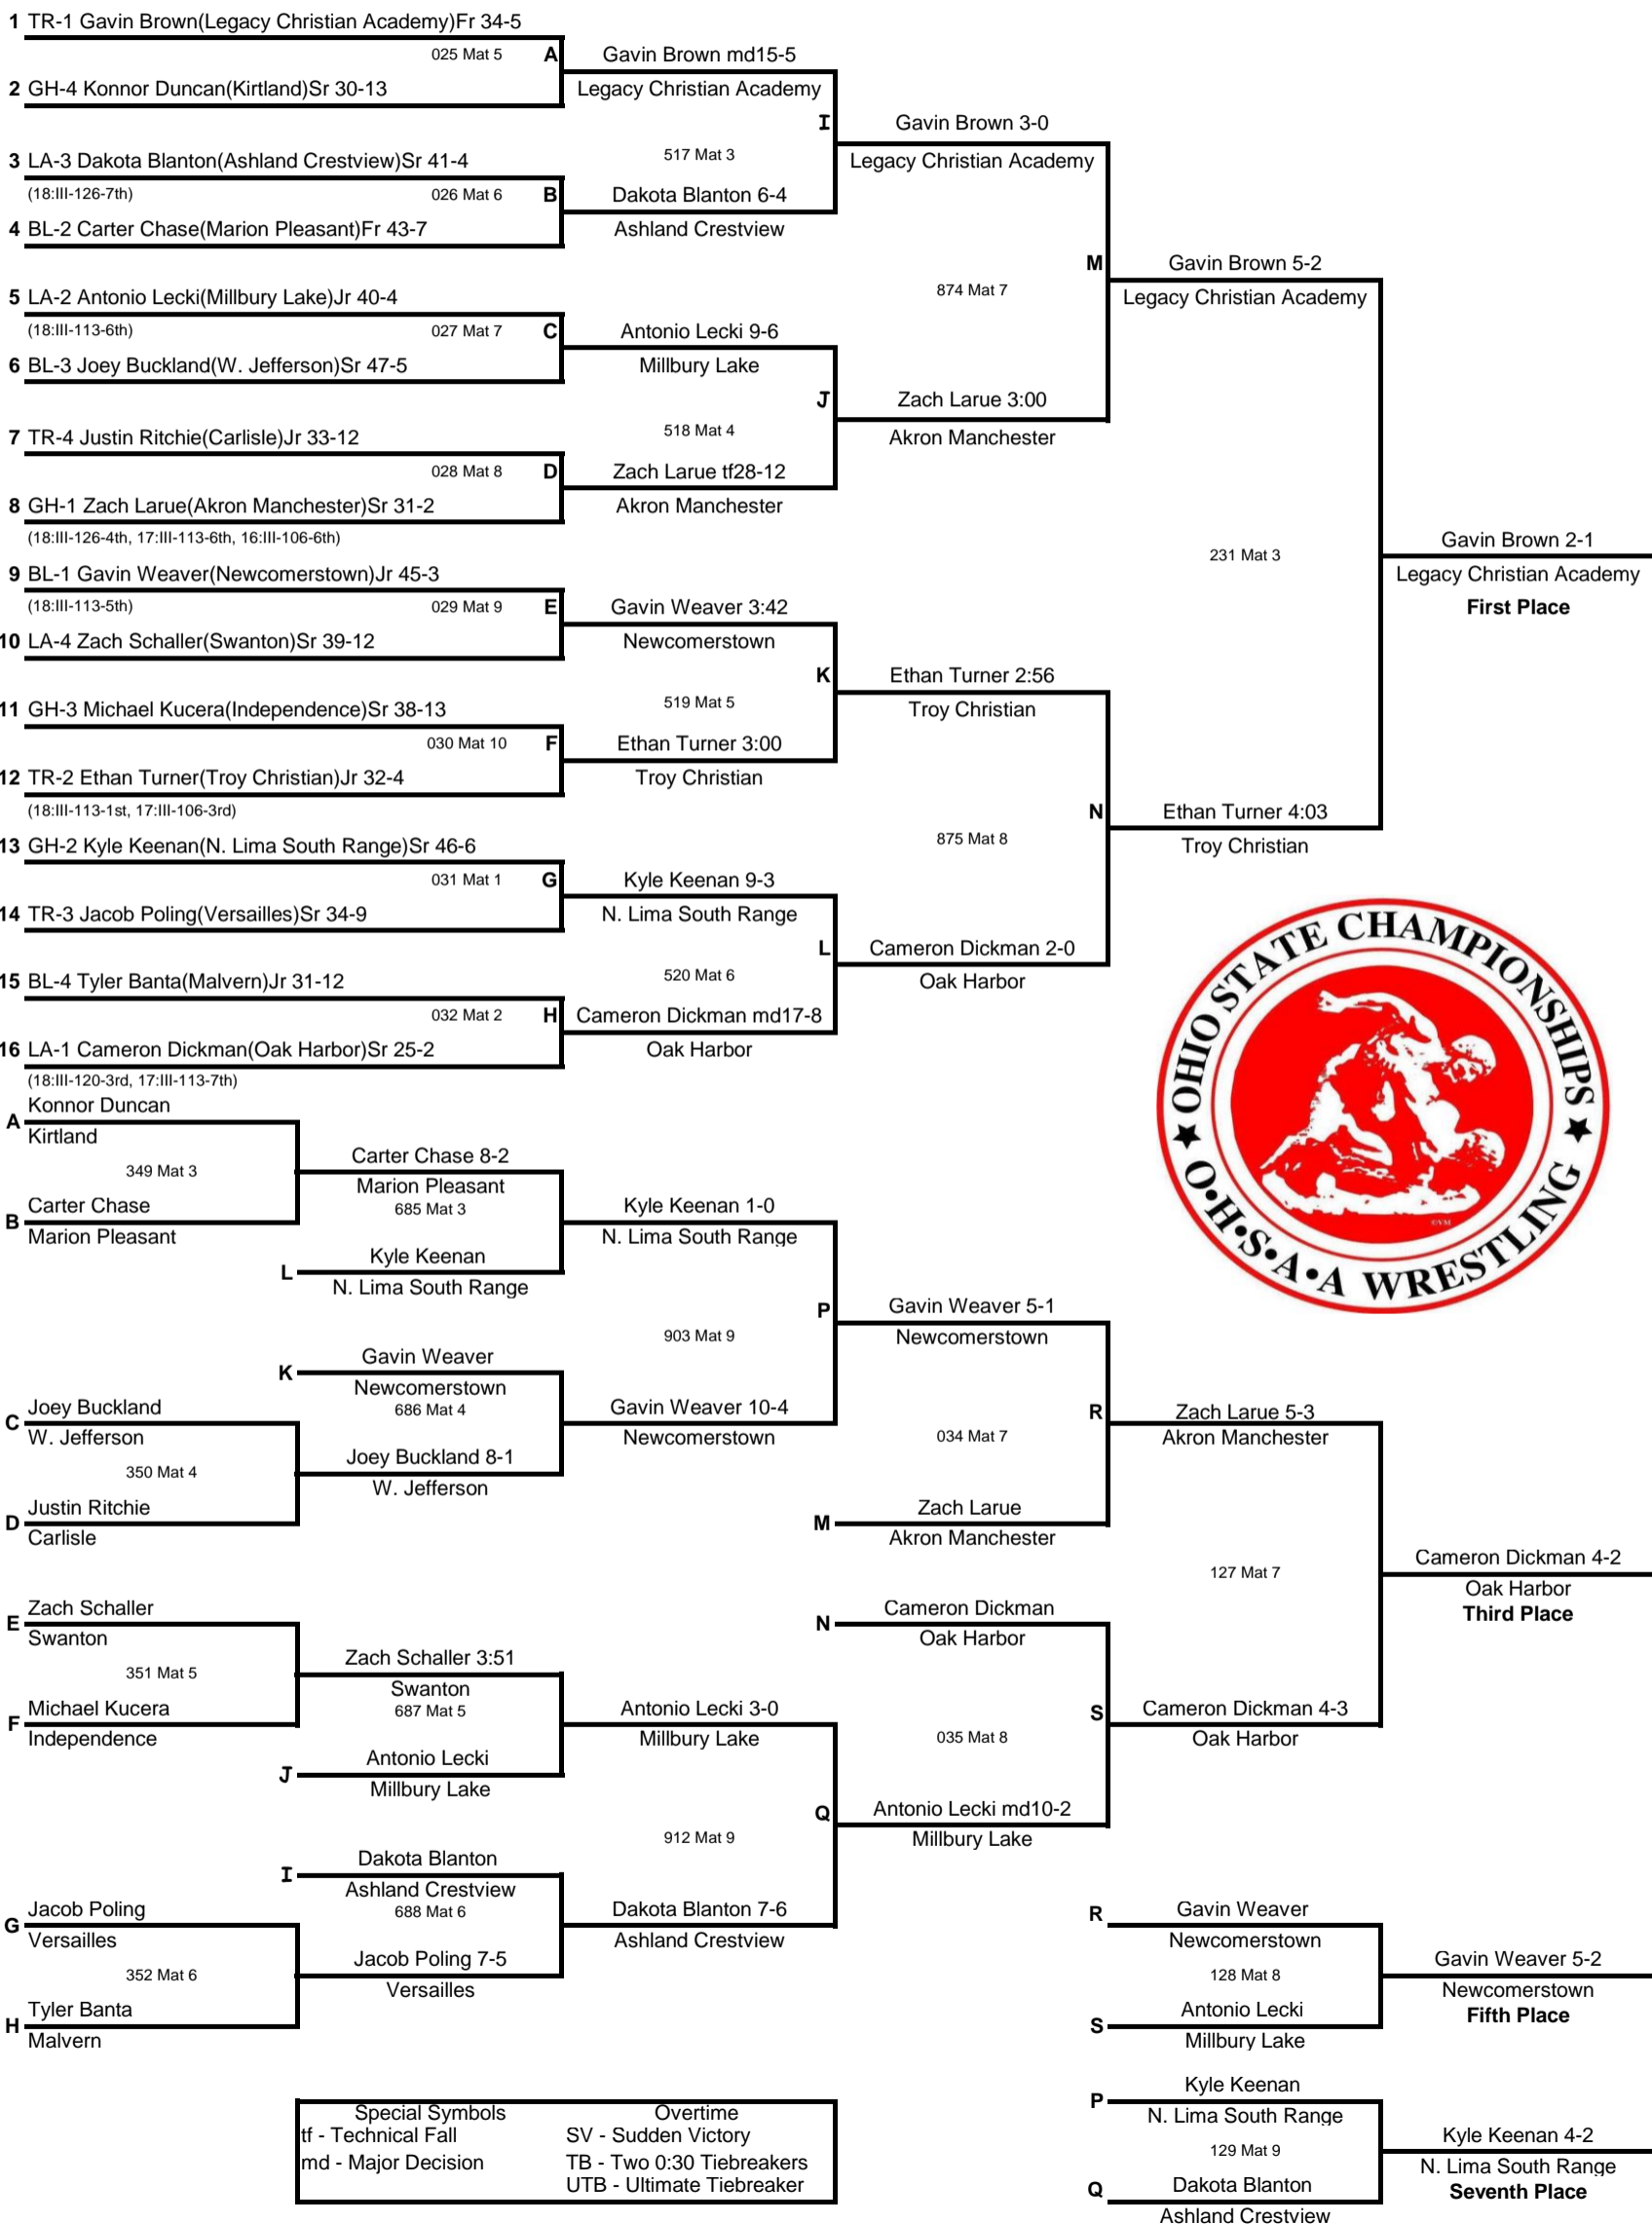 1 TR-1 Gavin Brown(Legacy Christian Academy)Fr 34-5
025 Mat 5 A
2 GH-4 Konnor Duncan(Kirtland)Sr 30-13
Gavin Brown md15-5
Legacy Christian Academy
3 LA-3 Dakota Blanton(Ashland Crestview)Sr 41-4
(18:III-126-7th) 026 Mat 6 B
4 BL-2 Carter Chase(Marion Pleasant)Fr 43-7
517 Mat 3 I
Dakota Blanton 6-4
Ashland Crestview
Gavin Brown 3-0
Legacy Christian Academy
5 LA-2 Antonio Lecki(Millbury Lake)Jr 40-4
(18:III-113-6th) 027 Mat 7 C
6 BL-3 Joey Buckland(W. Jefferson)Sr 47-5
Antonio Lecki 9-6
Millbury Lake
7 TR-4 Justin Ritchie(Carlisle)Jr 33-12
028 Mat 8 D
8 GH-1 Zach Larue(Akron Manchester)Sr 31-2
(18:III-126-4th, 17:III-113-6th, 16:III-106-6th)
518 Mat 4 J
Zach Larue tf28-12
Akron Manchester
Zach Larue 3:00
Akron Manchester
874 Mat 7 M
Gavin Brown 5-2
Legacy Christian Academy
9 BL-1 Gavin Weaver(Newcomerstown)Jr 45-3
(18:III-113-5th) 029 Mat 9 E
10 LA-4 Zach Schaller(Swanton)Sr 39-12
Gavin Weaver 3:42
Newcomerstown
11 GH-3 Michael Kucera(Independence)Sr 38-13
030 Mat 10 F
12 TR-2 Ethan Turner(Troy Christian)Jr 32-4
(18:III-113-1st, 17:III-106-3rd)
519 Mat 5 K
Ethan Turner 3:00
Troy Christian
Ethan Turner 2:56
Troy Christian
13 GH-2 Kyle Keenan(N. Lima South Range)Sr 46-6
031 Mat 1 G
14 TR-3 Jacob Poling(Versailles)Sr 34-9
Kyle Keenan 9-3
N. Lima South Range
15 BL-4 Tyler Banta(Malvern)Jr 31-12
032 Mat 2 H
16 LA-1 Cameron Dickman(Oak Harbor)Sr 25-2
(18:III-120-3rd, 17:III-113-7th)
520 Mat 6 L
Cameron Dickman md17-8
Oak Harbor
Cameron Dickman 2-0
Oak Harbor
875 Mat 8 N
Ethan Turner 4:03
Troy Christian
231 Mat 3
Gavin Brown 2-1
Legacy Christian Academy
First Place
OHIO STATE CHAMPIONSHIPS
O•H•S•A•A WRESTLING
©VM
A Konnor Duncan
Kirtland
349 Mat 3
B Carter Chase
Marion Pleasant
Carter Chase 8-2
Marion Pleasant
685 Mat 3
L Kyle Keenan
N. Lima South Range
Kyle Keenan 1-0
N. Lima South Range
K Gavin Weaver
Newcomerstown
686 Mat 4
C Joey Buckland
W. Jefferson
350 Mat 4
D Justin Ritchie
Carlisle
Joey Buckland 8-1
W. Jefferson
Gavin Weaver 10-4
Newcomerstown
903 Mat 9 P
Gavin Weaver 5-1
Newcomerstown
034 Mat 7 R
M Zach Larue
Akron Manchester
Zach Larue 5-3
Akron Manchester
E Zach Schaller
Swanton
351 Mat 5
F Michael Kucera
Independence
Zach Schaller 3:51
Swanton
687 Mat 5
J Antonio Lecki
Millbury Lake
Antonio Lecki 3-0
Millbury Lake
I Dakota Blanton
Ashland Crestview
688 Mat 6
G Jacob Poling
Versailles
352 Mat 6
H Tyler Banta
Malvern
Jacob Poling 7-5
Versailles
Dakota Blanton 7-6
Ashland Crestview
912 Mat 9 Q
Antonio Lecki md10-2
Millbury Lake
N Cameron Dickman
Oak Harbor
035 Mat 8 S
Cameron Dickman 4-3
Oak Harbor
127 Mat 7
Cameron Dickman 4-2
Oak Harbor
Third Place
R Gavin Weaver
Newcomerstown
128 Mat 8
S Antonio Lecki
Millbury Lake
Gavin Weaver 5-2
Newcomerstown
Fifth Place
P Kyle Keenan
N. Lima South Range
129 Mat 9
Q Dakota Blanton
Ashland Crestview
Kyle Keenan 4-2
N. Lima South Range
Seventh Place
Special Symbols Overtime
tf - Technical Fall SV - Sudden Victory
md - Major Decision TB - Two 0:30 Tiebreakers
UTB - Ultimate Tiebreaker